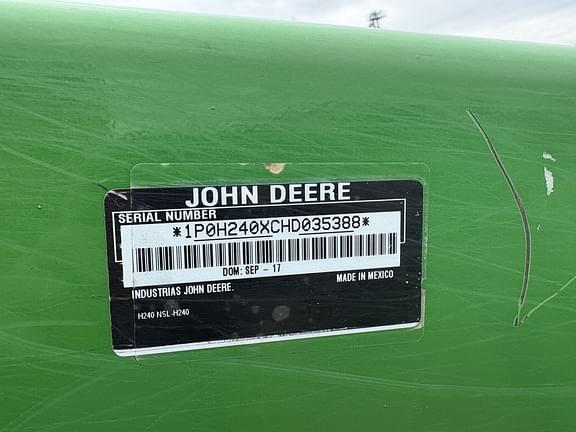 JOHN DEERE
SERIAL NUMBER
*1P0H240XCHD035388*
DOM: SEP - 17
INDUSTRIAS JOHN DEERE.
MADE IN MEXICO
H240 NSL-H240